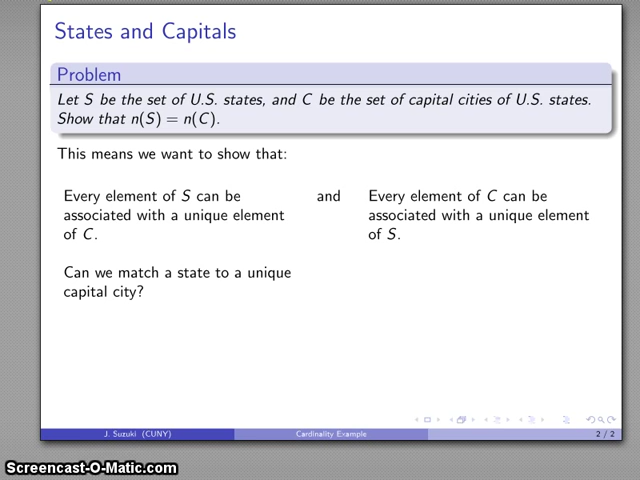 States and Capitals
Problem
Let S be the set of U.S. states, and C be the set of capital cities of U.S. states.
Show that n(S) = n(C).
This means we want to show that:
Every element of S can be
associated with a unique element
of C.
and
Every element of C can be
associated with a unique element
of S.
Can we match a state to a unique
capital city?
J. Suzuki (CUNY)
Cardinality Example
2 / 2
Screencast-O-Matic.com